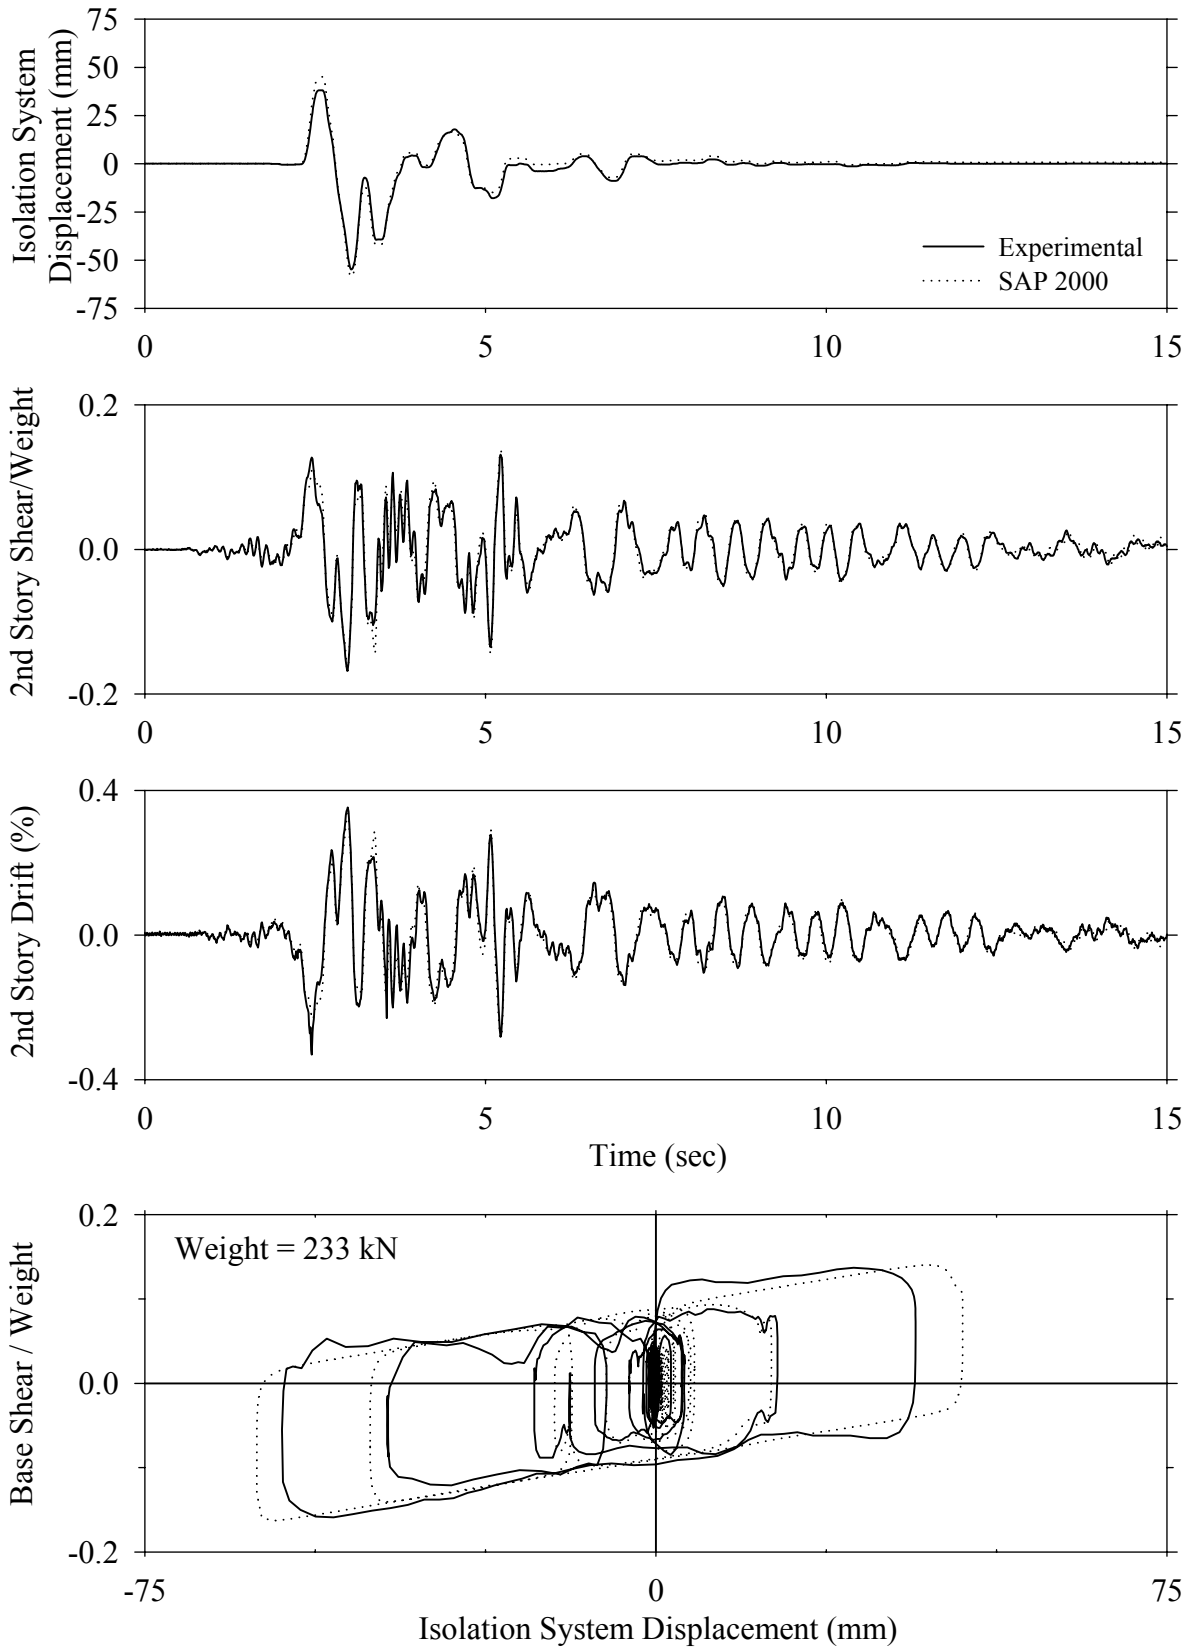 75
50
25
0
-25
-50
-75
Isolation System
Displacement (mm)
Experimental
SAP 2000
0 5 10 15
0.2
0.0
-0.2
2nd Story Shear/Weight
0 5 10 15
0.4
0.0
-0.4
2nd Story Drift (%)
0 5 10 15
Time (sec)
0.2
0.0
-0.2
Base Shear / Weight
Weight = 233 kN
-75 0 75
Isolation System Displacement (mm)